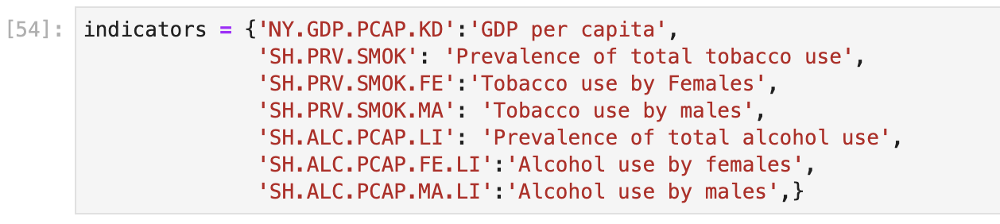 [54]: indicators = {'NY.GDP.PCAP.KD':'GDP per capita',
'SH.PRV.SMOK': 'Prevalence of total tobacco use',
'SH.PRV.SMOK.FE':'Tobacco use by Females',
'SH.PRV.SMOK.MA': 'Tobacco use by males',
'SH.ALC.PCAP.LI': 'Prevalence of total alcohol use',
'SH.ALC.PCAP.FE.LI':'Alcohol use by females',
'SH.ALC.PCAP.MA.LI':'Alcohol use by males',}